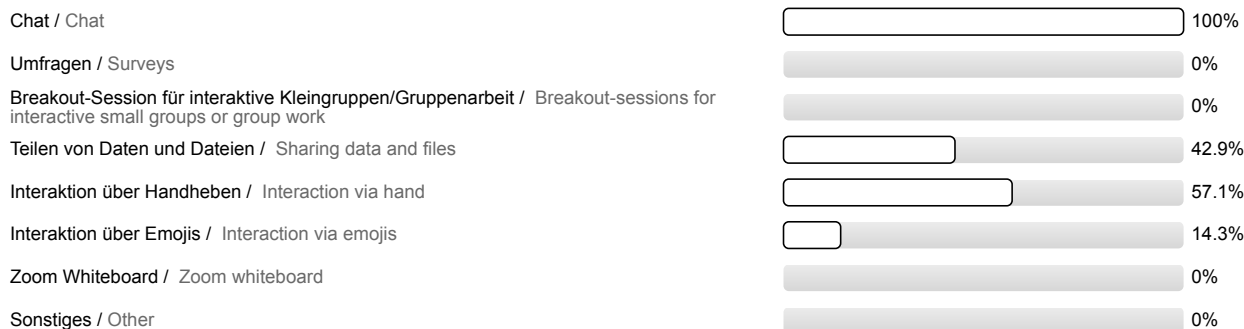 Chat / Chat 100%
Umfragen / Surveys 0%
Breakout-Session für interaktive Kleingruppen/Gruppenarbeit / Breakout-sessions for
interactive small groups or group work 0%
Teilen von Daten und Dateien / Sharing data and files 42.9%
Interaktion über Handheben / Interaction via hand 57.1%
Interaktion über Emojis / Interaction via emojis 14.3%
Zoom Whiteboard / Zoom whiteboard 0%
Sonstiges / Other 0%